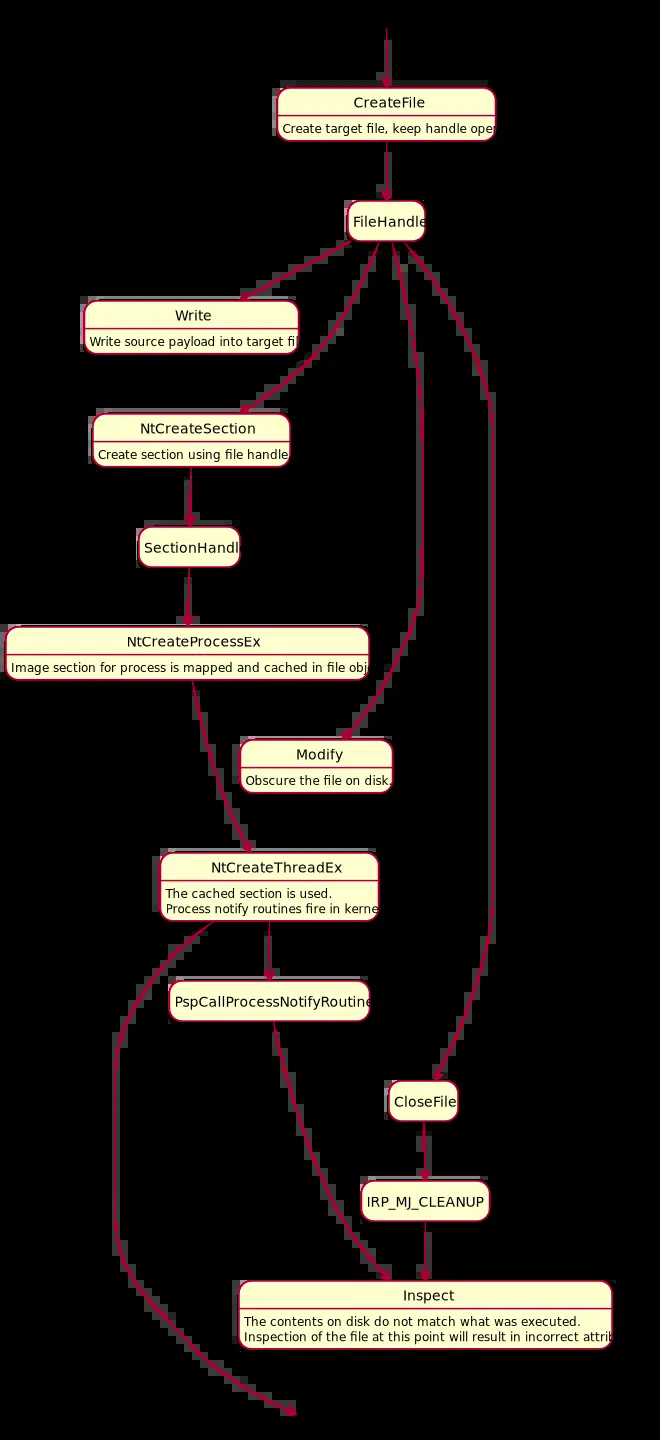 CreateFile
Create target file, keep handle open
FileHandle
Write
Write source payload into target fil
NtCreateSection
Create section using file handle
SectionHandl
NtCreateProcessEx
Image section for process is mapped and cached in file obj
Modify
Obscure the file on disk.
NtCreateThreadEx
The cached section is used.
Process notify routines fire in kerne
PspCallProcessNotifyRoutine
CloseFile
IRP_MJ_CLEANUP
Inspect
The contents on disk do not match what was executed.
Inspection of the file at this point will result in incorrect attrib